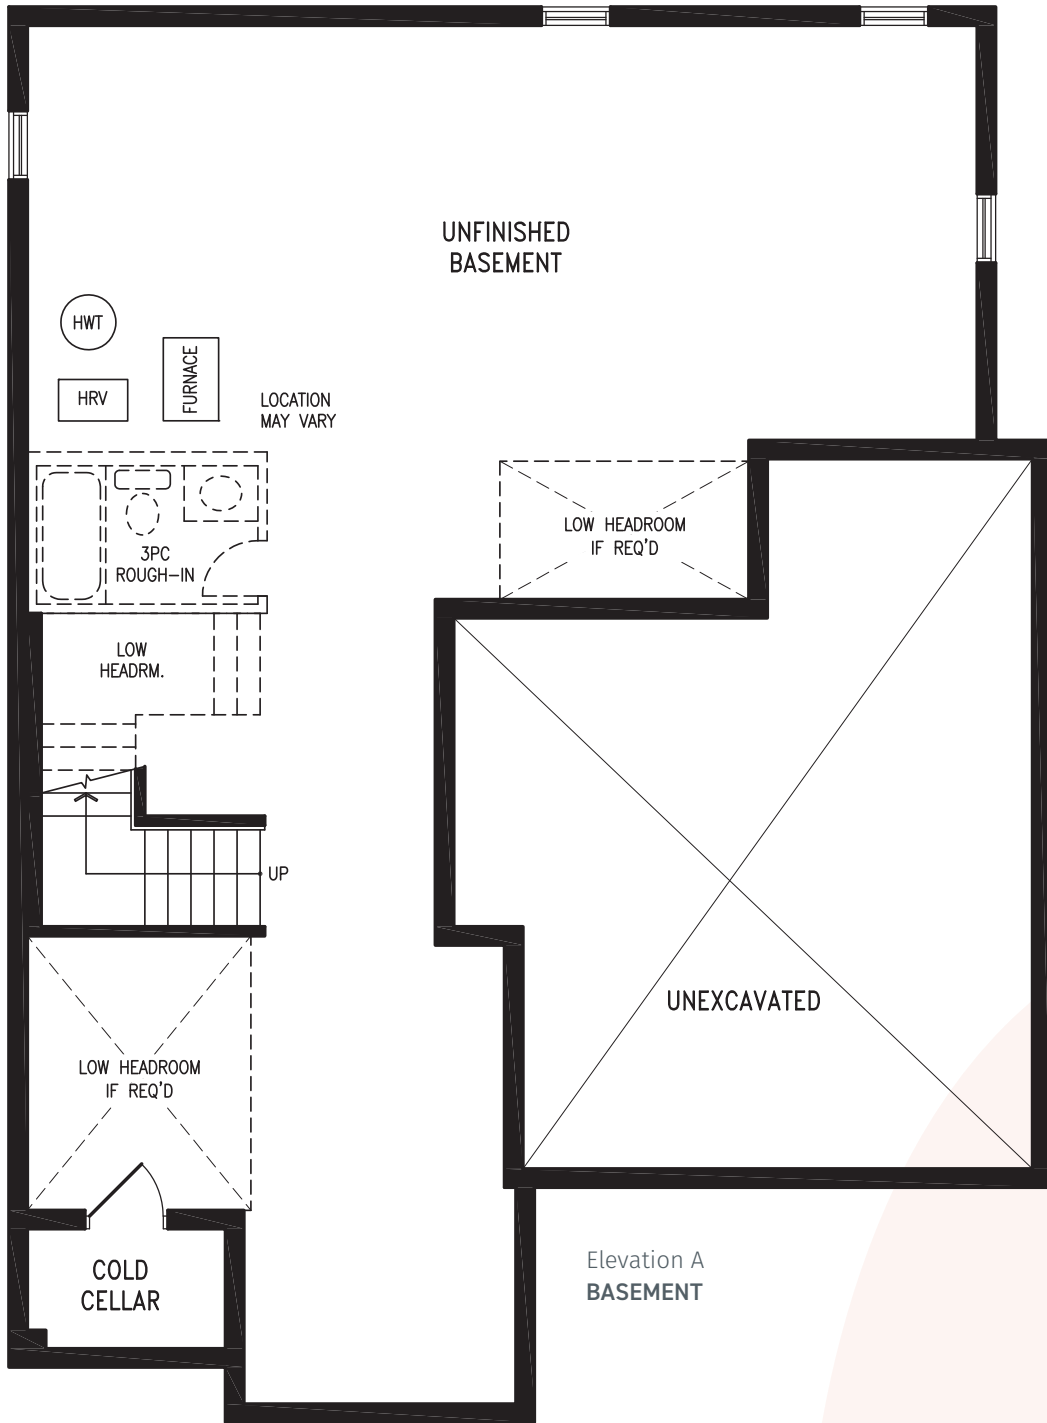 UNFINISHED
BASEMENT
HWT
HRV
FURNACE
LOCATION
MAY VARY
3PC
ROUGH-IN
LOW HEADROOM
IF REQ'D
LOW
HEADRM.
UP
UNEXCAVATED
LOW HEADROOM
IF REQ'D
COLD
CELLAR
Elevation A
BASEMENT